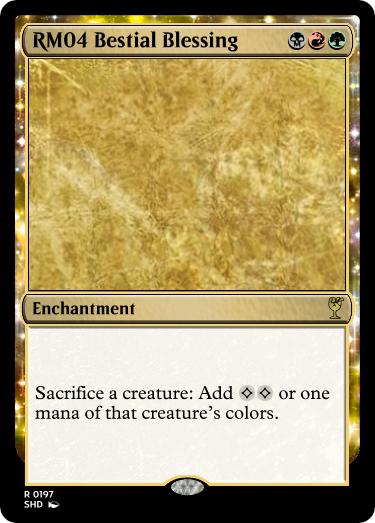 RM04 Bestial Blessing
Enchantment
Sacrifice a creature: Add or one
mana of that creature's colors.
R 0197
SHD